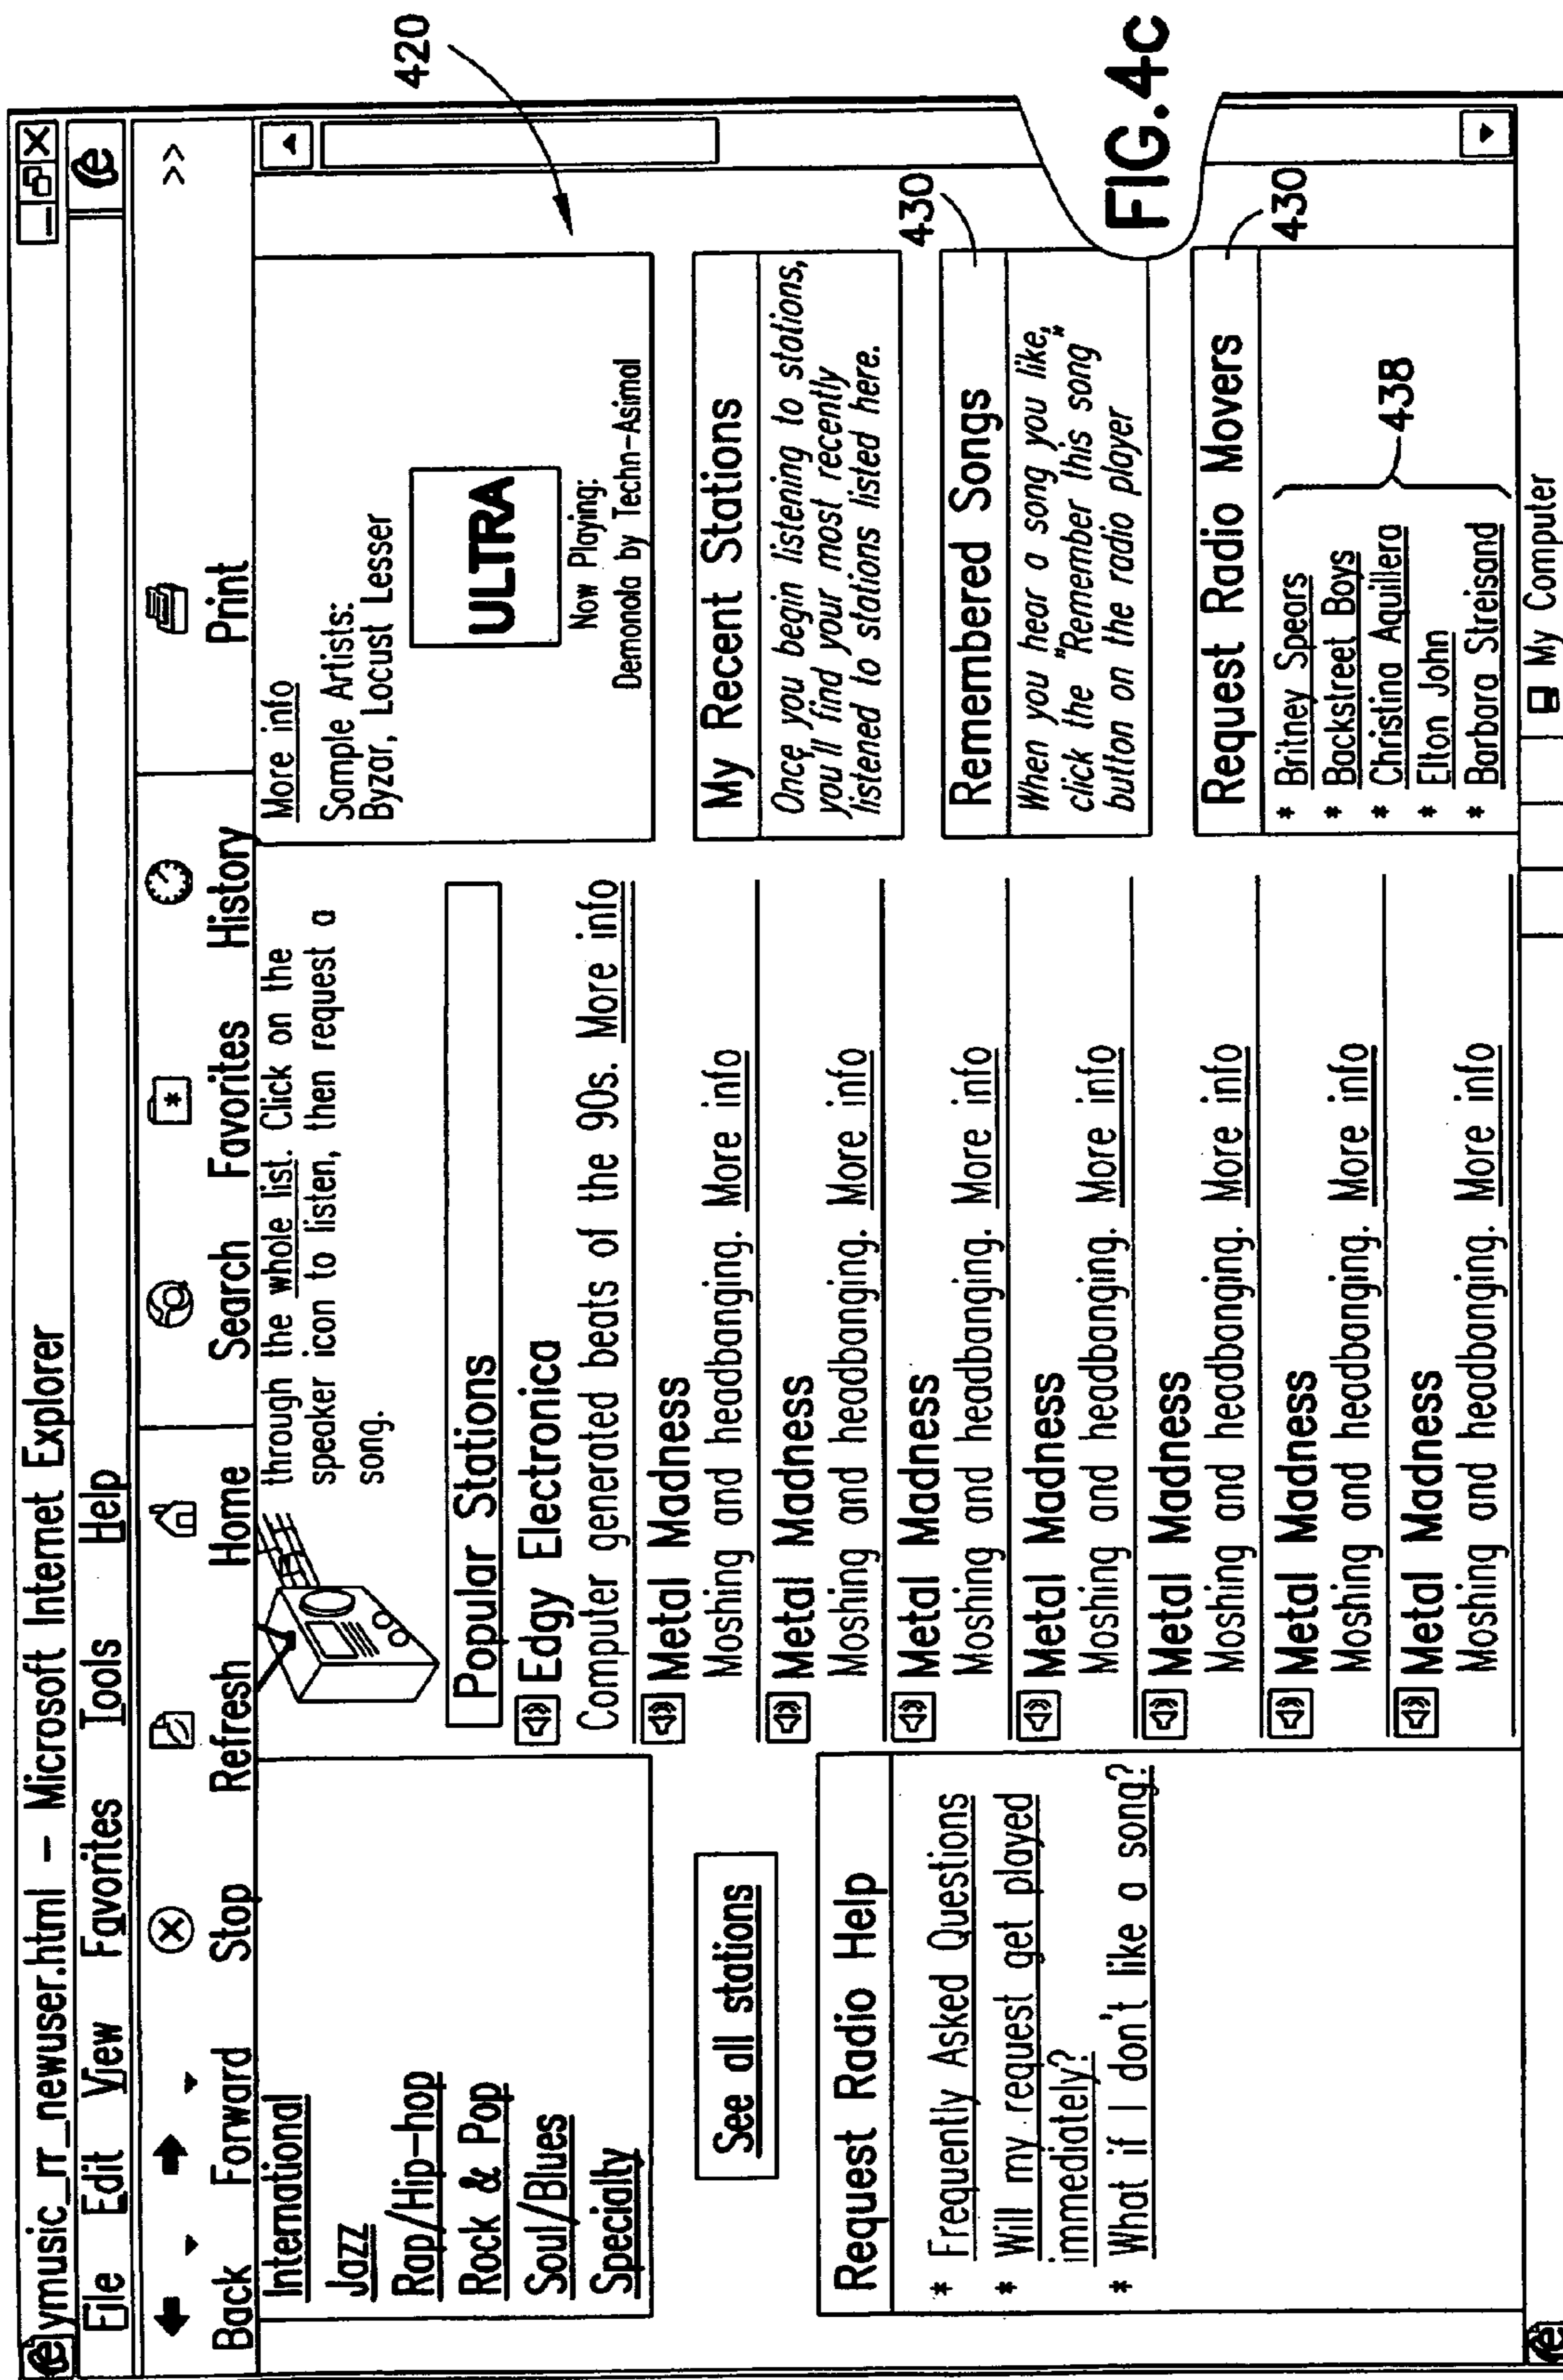 ymusic_rr_newuser.html – Microsoft Internet Explorer
File Edit View Favorites Tools Help
Back Forward Stop Refresh Home Search Favorites History Print >>
International
Jazz
Rap/Hip-hop
Rock & Pop
Soul/Blues
Specialty
See all stations
Request Radio Help
* Frequently Asked Questions
* Will my request get played
immediately?
* What if I don't like a song?
through the whole list. Click on the
speaker icon to listen, then request a
song.
Popular Stations
Edgy Electronica
Computer generated beats of the 90s. More info
Metal Madness
Moshing and headbanging. More info
Metal Madness
Moshing and headbanging. More info
Metal Madness
Moshing and headbanging. More info
Metal Madness
Moshing and headbanging. More info
Metal Madness
Moshing and headbanging. More info
Metal Madness
Moshing and headbanging. More info
Metal Madness
Moshing and headbanging. More info
More info
Sample Artists:
Byzar, Locust Lesser
ULTRA
Now Playing:
Demonola by Techn-Asimal
420
My Recent Stations
Once you begin listening to stations,
you'll find your most recently
listened to stations listed here.
Remembered Songs
430
When you hear a song you like,
click the "Remember this song"
button on the radio player
Request Radio Movers
430
* Britney Spears
* Backstreet Boys
* Christina Aquillera
* Elton John
* Barbara Streisand
438
My Computer
FIG.4c